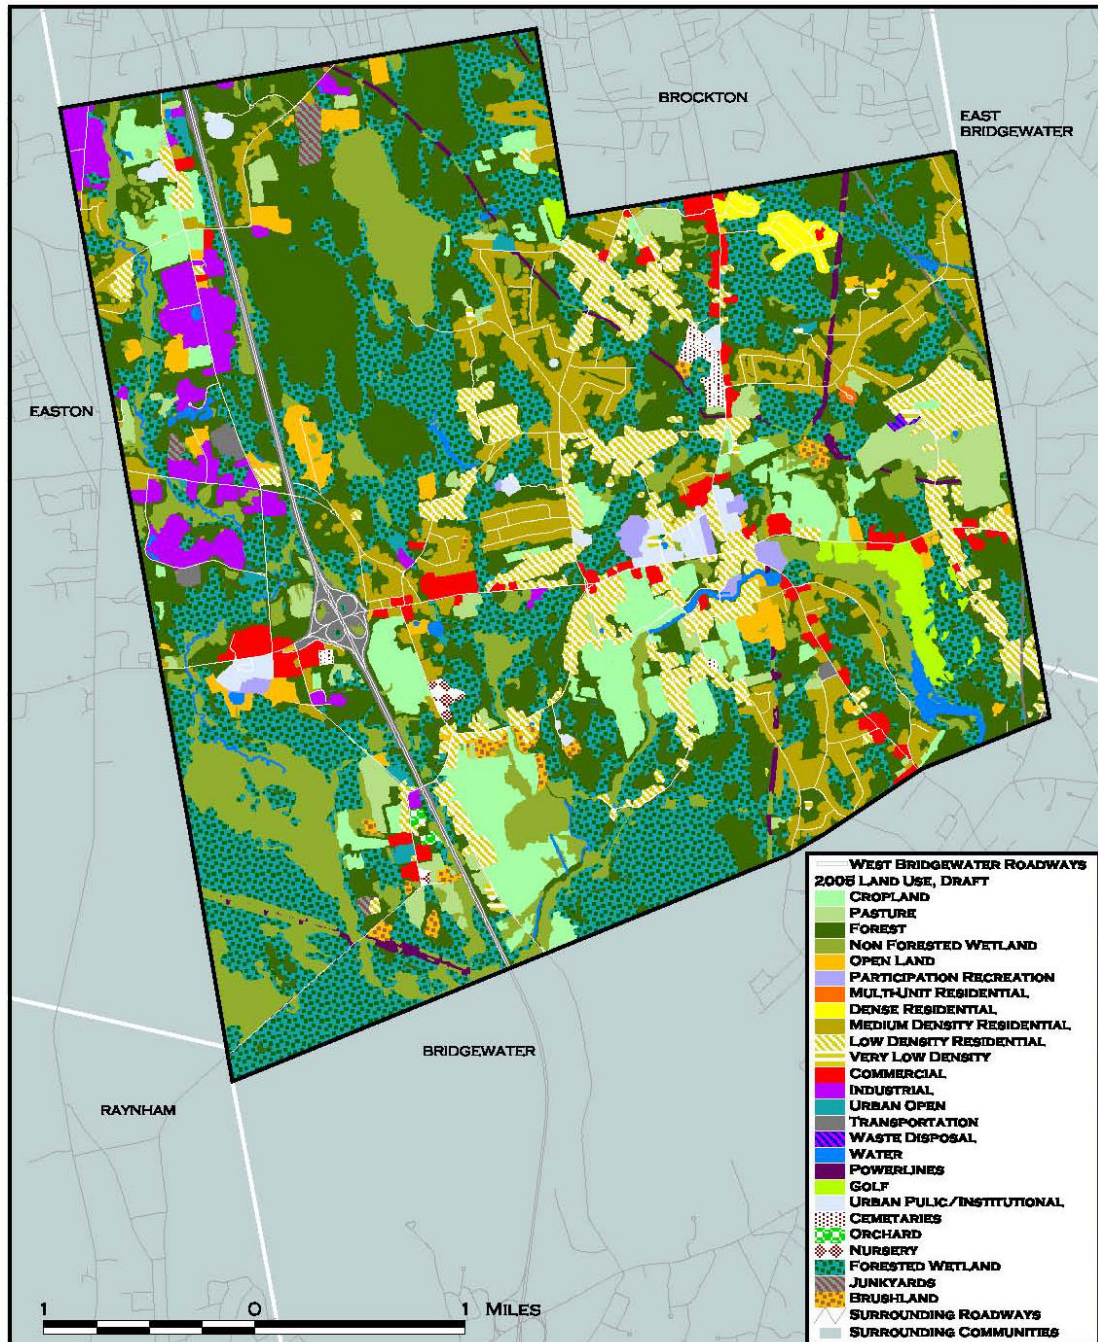 BROCKTON
EAST
BRIDGEWATER
EASTON
BRIDGEWATER
RAYNHAM
WEST BRIDGEWATER ROADWAYS
2005 LAND USE, DRAFT
CROPLAND
PASTURE
FOREST
NON FORESTED WETLAND
OPEN LAND
PARTICIPATION RECREATION
MULTI-UNIT RESIDENTIAL
DENSE RESIDENTIAL
MEDIUM DENSITY RESIDENTIAL
LOW DENSITY RESIDENTIAL
VERY LOW DENSITY
COMMERCIAL
INDUSTRIAL
URBAN OPEN
TRANSPORTATION
WASTE DISPOSAL
WATER
POWERLINES
GOLF
URBAN PULIC/INSTITUTIONAL
CEMETARIES
ORCHARD
NURSERY
FORESTED WETLAND
JUNKYARDS
BRUSHLAND
SURROUNDING ROADWAYS
SURROUNDING COMMUNITIES
1 0 1 MILES